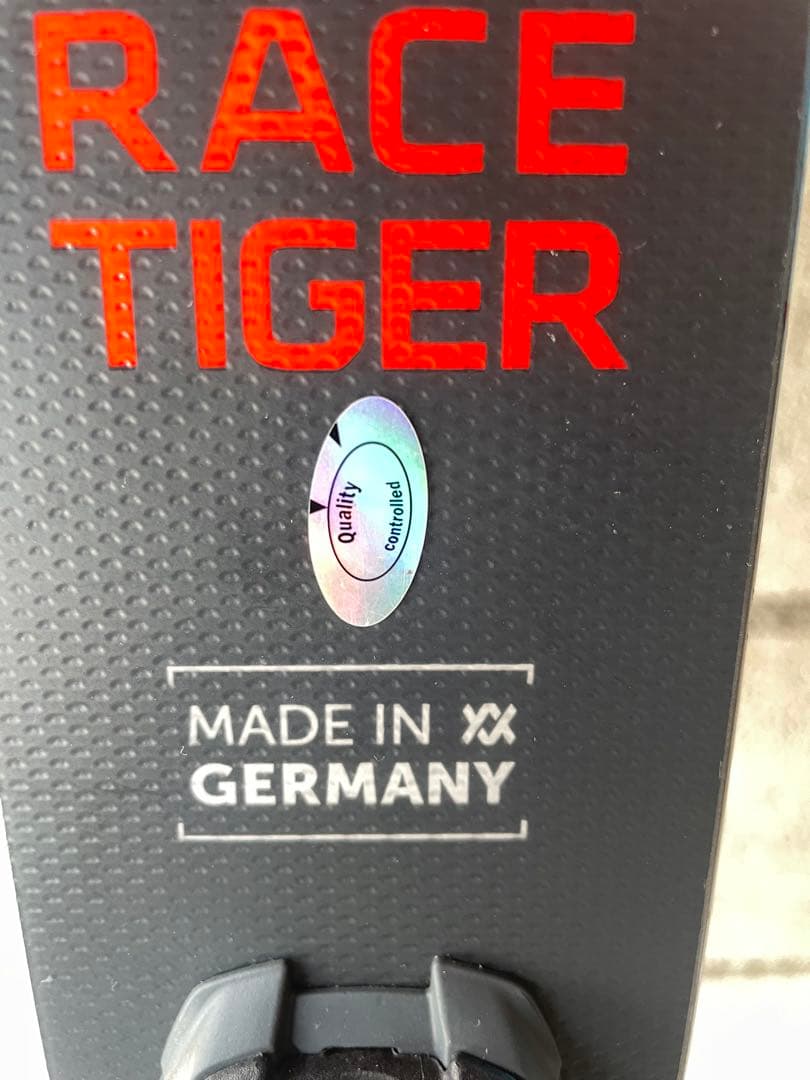 RACE
TIGER
Quality
controlled
MADE IN
GERMANY